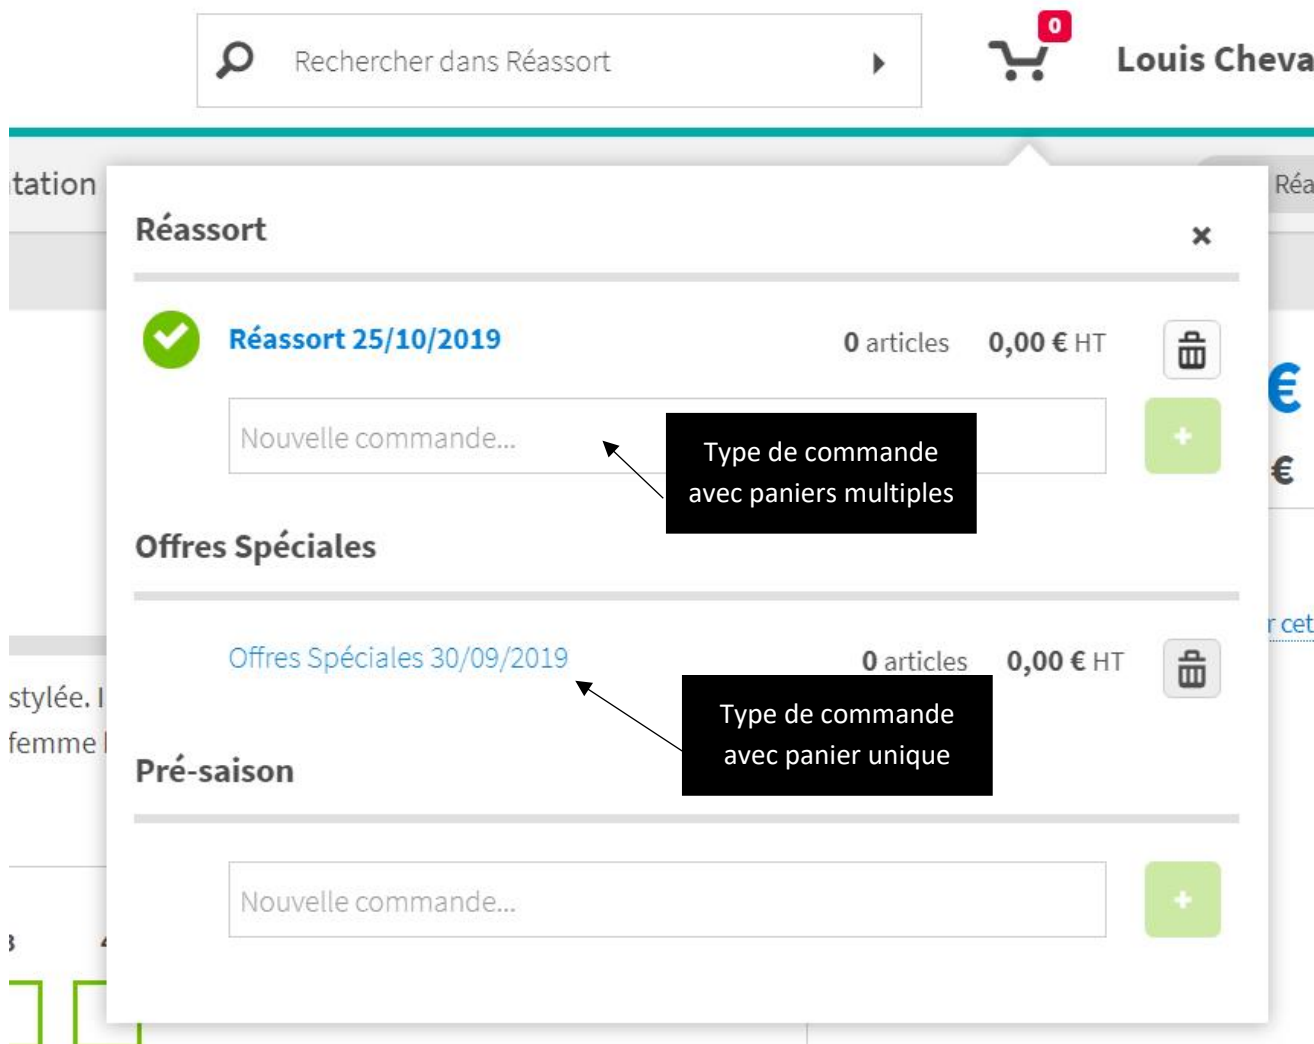 0
Rechercher dans Réassort
Louis Cheva
tation
Réa
Réassort
Réassort 25/10/2019
0 articles 0,00 € HT
€
Nouvelle commande...
Type de commande
avec paniers multiples
€
Offres Spéciales
r cet
Offres Spéciales 30/09/2019
0 articles 0,00 € HT
stylée. I
Type de commande
avec panier unique
femme
Pré-saison
Nouvelle commande...